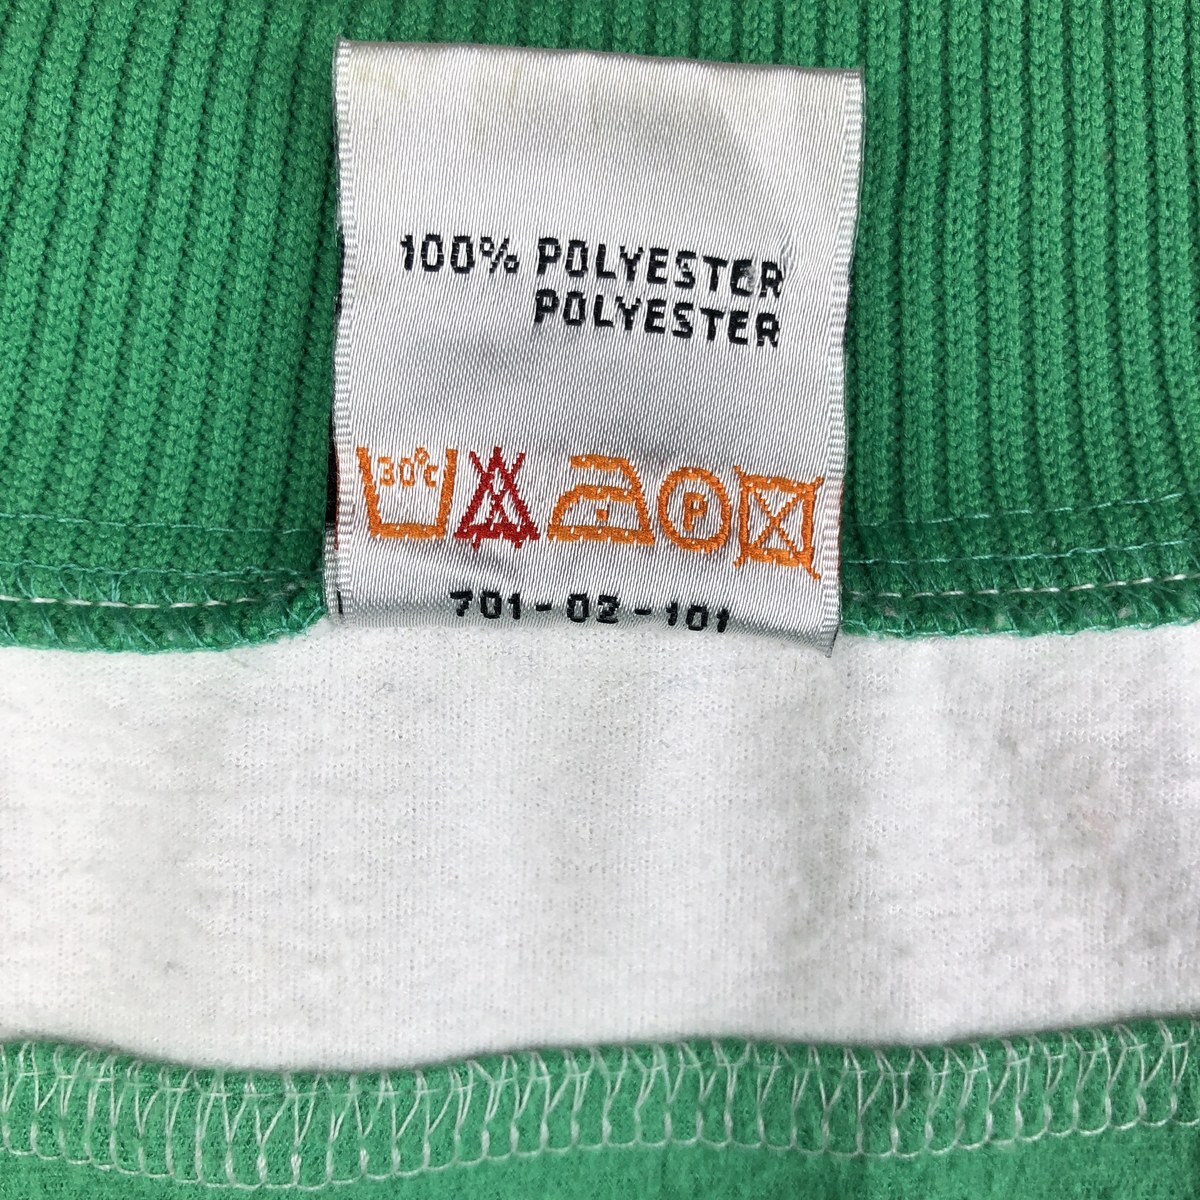 100% POLYESTER
POLYESTER
30°C P
701-02-101